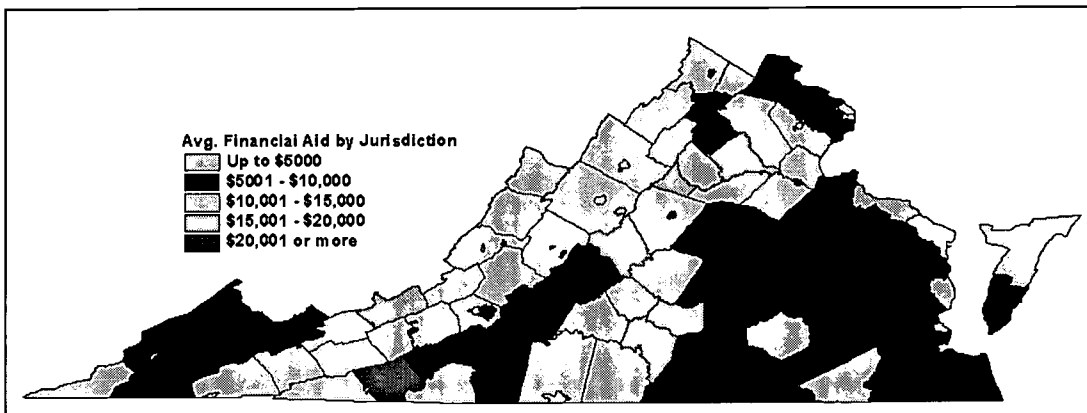 Avg. Financial Aid by Jurisdiction
Up to $5000
$5001 - $10,000
$10,001 - $15,000
$15,001 - $20,000
$20,001 or more